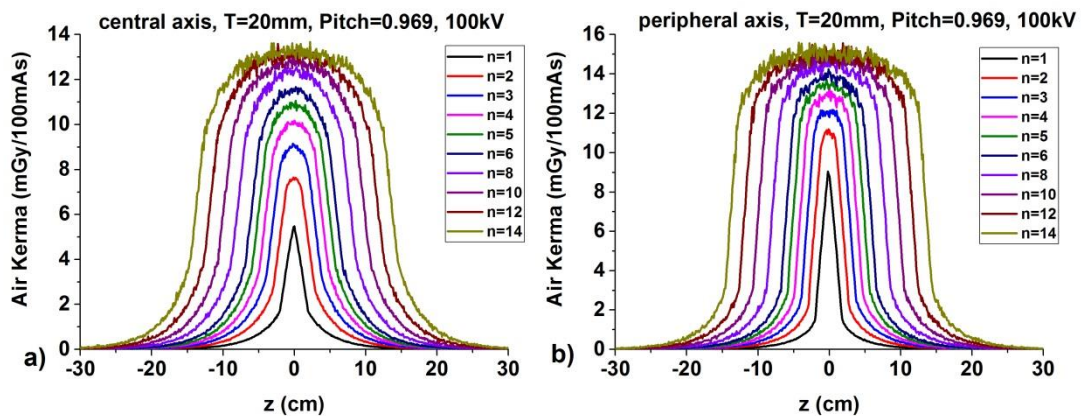 central axis, T=20mm, Pitch=0.969, 100kV
14
12
10
8
6
4
2
0
Air Kerma (mGy/100mAs)
n=1
n=2
n=3
n=4
n=5
n=6
n=8
n=10
n=12
n=14
-30 -20 -10 0 10 20 30
z (cm)
a)
peripheral axis, T=20mm, Pitch=0.969, 100kV
16
14
12
10
8
6
4
2
0
Air Kerma (mGy/100mAs)
n=1
n=2
n=3
n=4
n=5
n=6
n=8
n=10
n=12
n=14
-30 -20 -10 0 10 20 30
z (cm)
b)